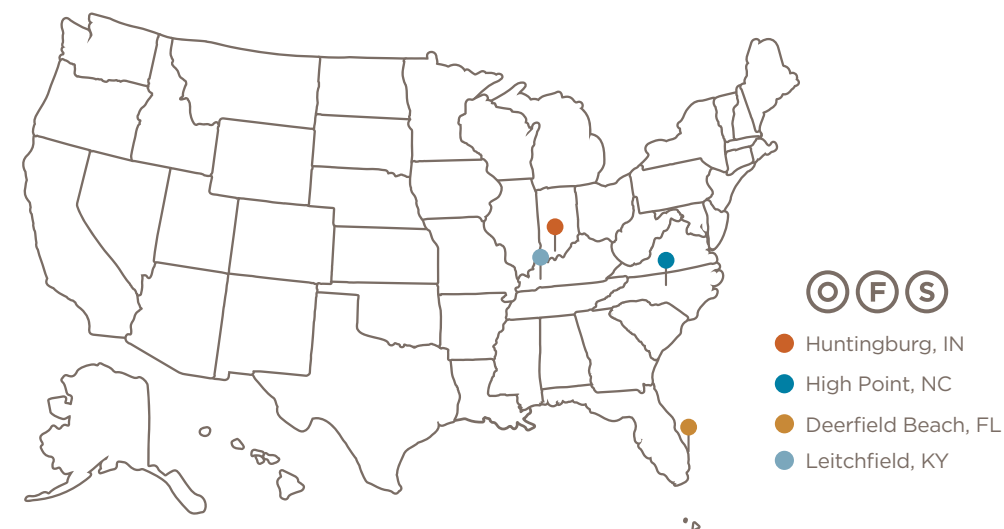 OFS
Huntingburg, IN
High Point, NC
Deerfield Beach, FL
Leitchfield, KY